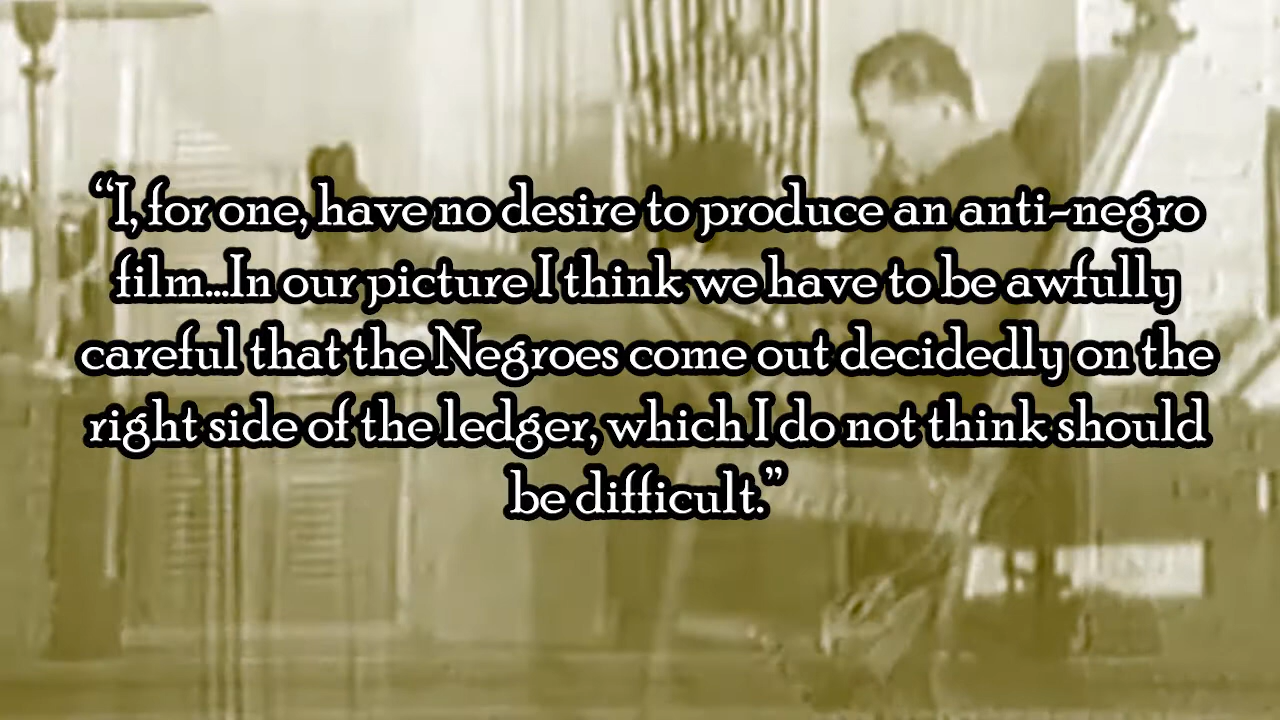 “I, for one, have no desire to produce an anti-negro
film...In our picture I think we have to be awfully
careful that the Negroes come out decidedly on the
right side of the ledger, which I do not think should
be difficult.”